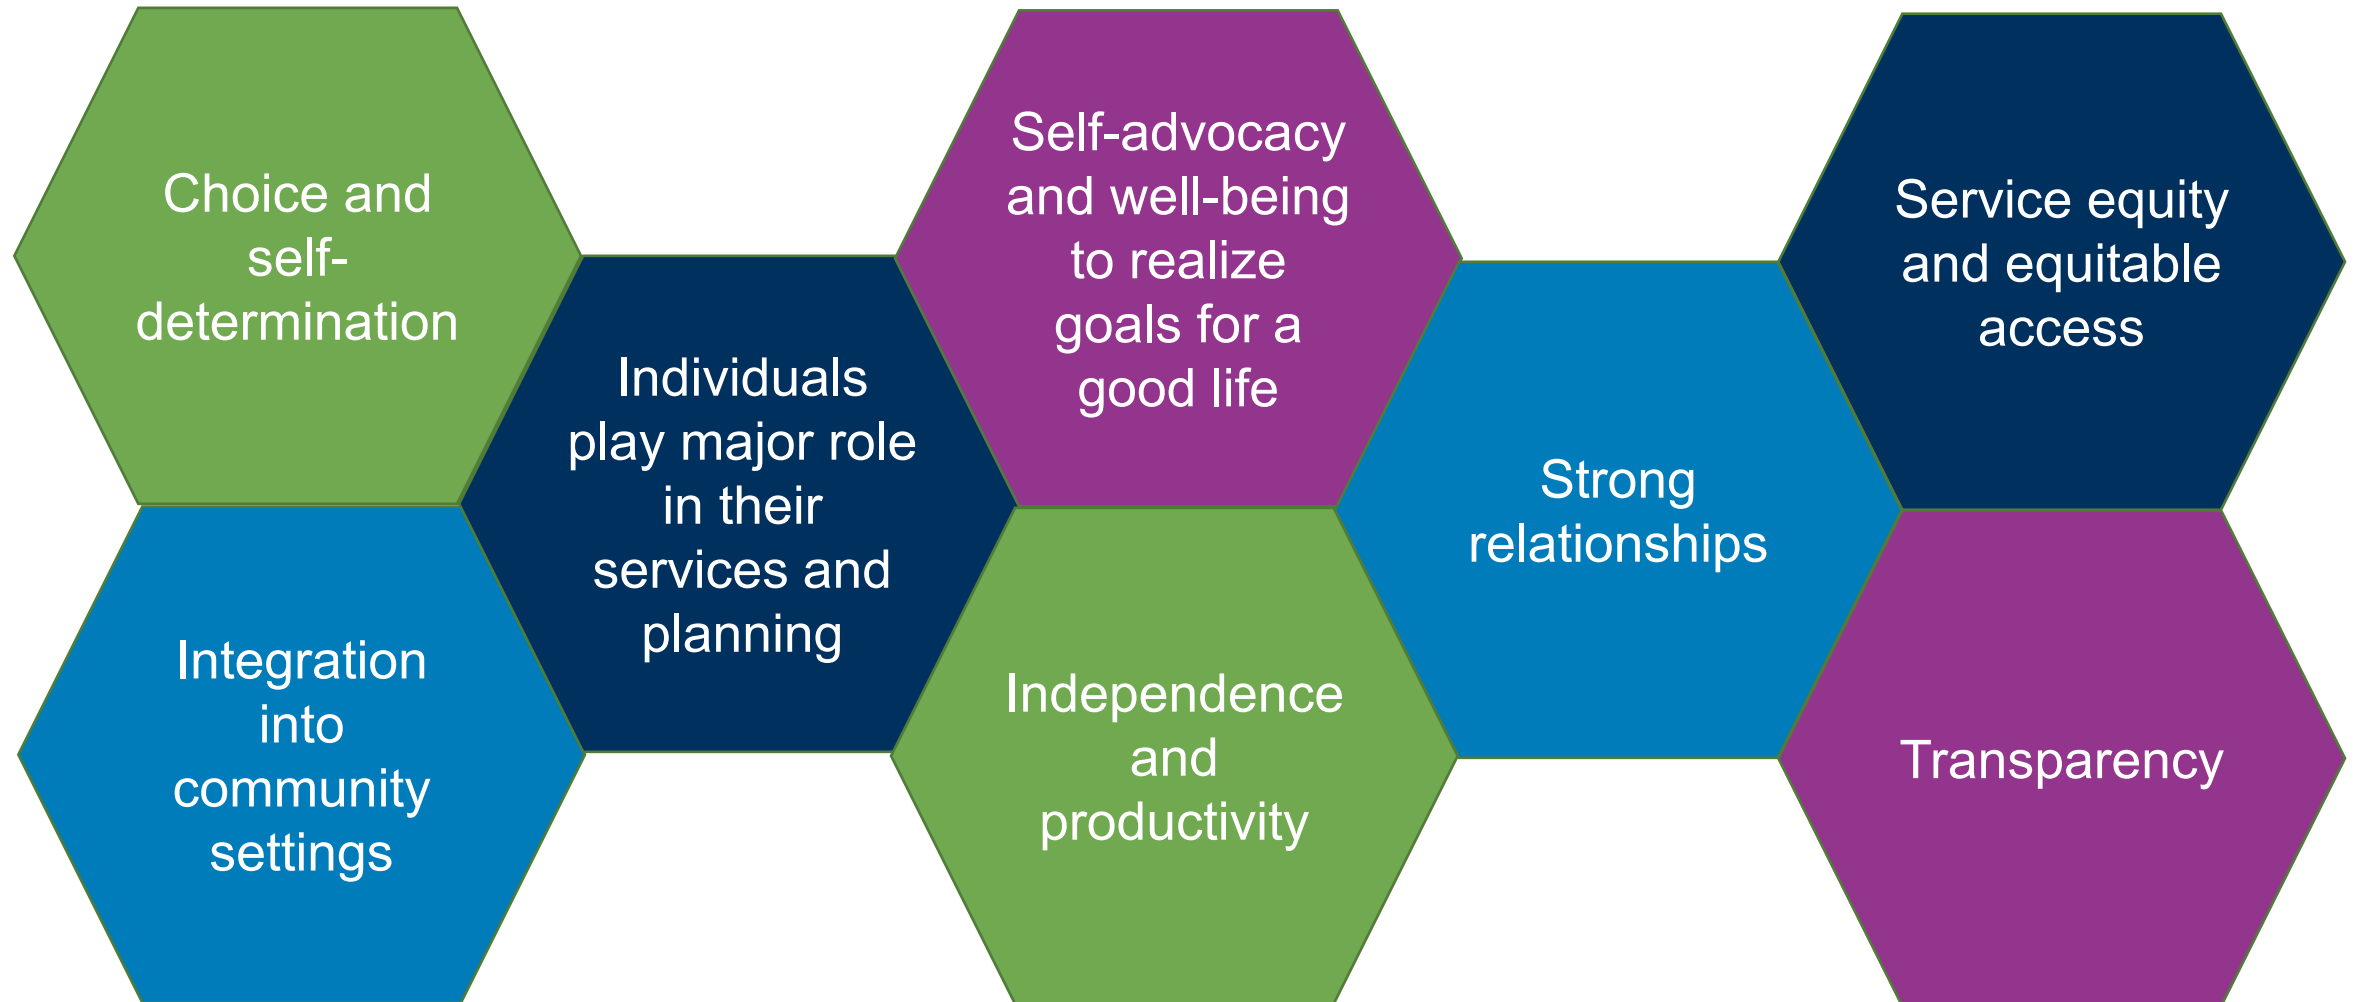 Choice and
self-
determination
Integration
into
community
settings
Individuals
play major role
in their
services and
planning
Self-advocacy
and well-being
to realize
goals for a
good life
Independence
and
productivity
Strong
relationships
Service equity
and equitable
access
Transparency